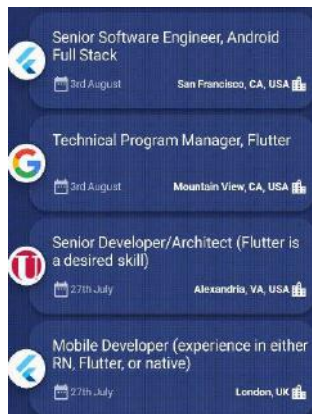 Senior Software Engineer, Android
Full Stack
3rd August San Francisco, CA, USA
Technical Program Manager, Flutter
3rd August Mountain View, CA, USA
Senior Developer/Architect (Flutter is
a desired skill)
27th July Alexandria, VA, USA
Mobile Developer (experience in either
RN, Flutter, or native)
27th July London, UK